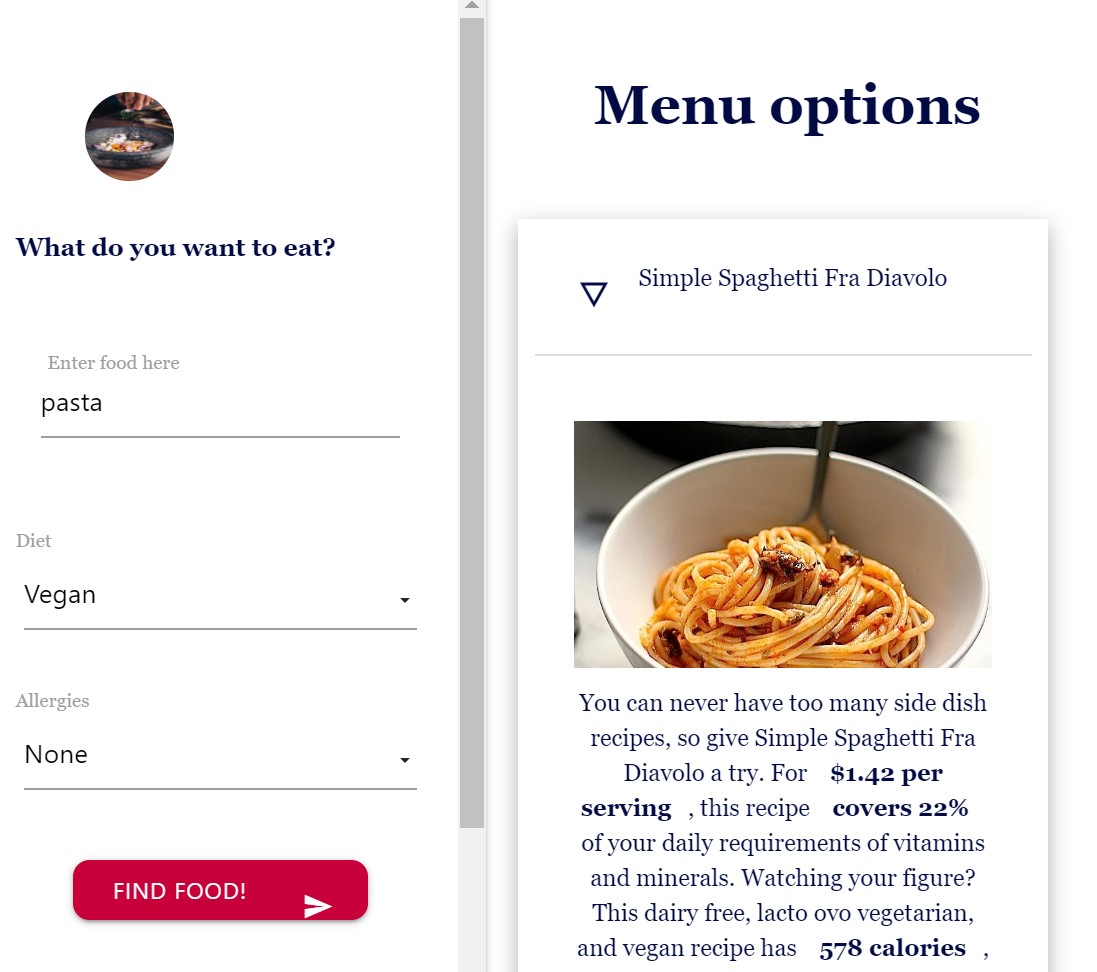 What do you want to eat?
Enter food here
pasta
Diet
Vegan
Allergies
None
FIND FOOD!
Menu options
Simple Spaghetti Fra Diavolo
You can never have too many side dish
recipes, so give Simple Spaghetti Fra
Diavolo a try. For $1.42 per
serving , this recipe covers 22%
of your daily requirements of vitamins
and minerals. Watching your figure?
This dairy free, lacto ovo vegetarian,
and vegan recipe has 578 calories ,